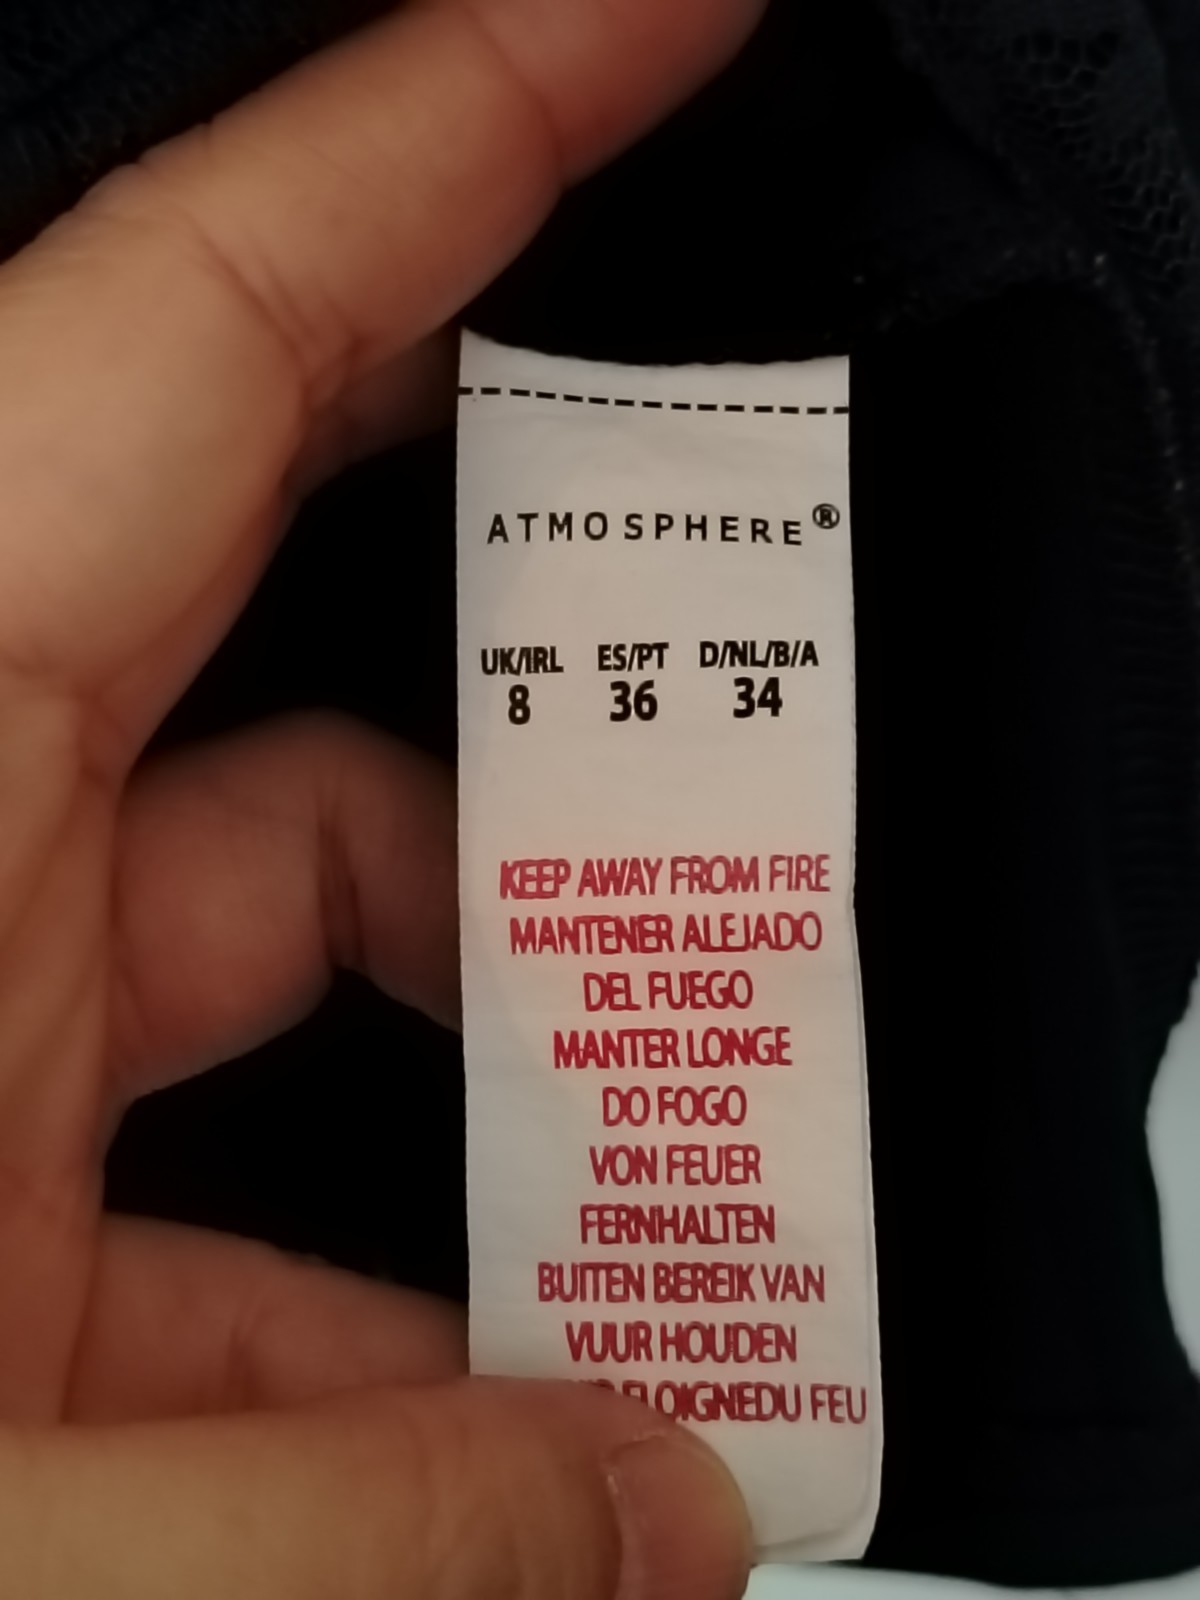 ATMOSPHERE®
UK/IRL ES/PT D/NL/B/A
8 36 34
KEEP AWAY FROM FIRE
MANTENER ALEJADO
DEL FUEGO
MANTER LONGE
DO FOGO
VON FEUER
FERNHALTEN
BUITEN BEREIK VAN
VUUR HOUDEN
DU FEU